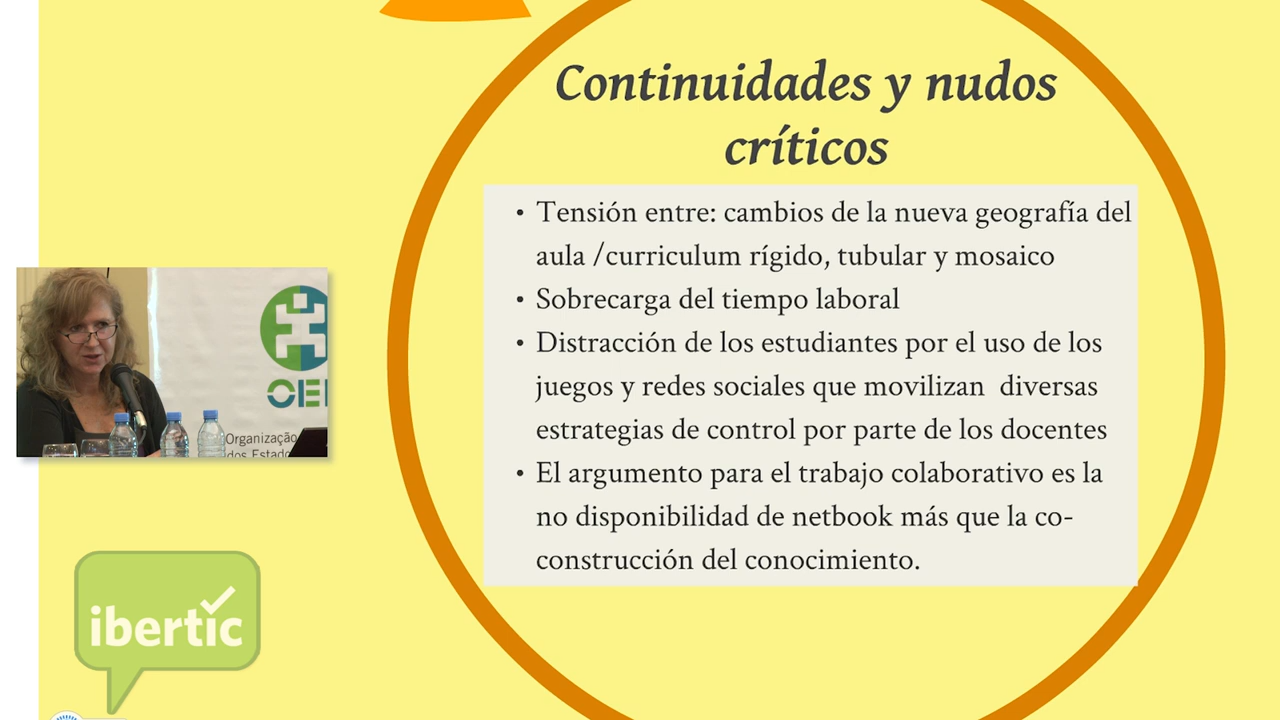 Continuidades y nudos
críticos
• Tensión entre: cambios de la nueva geografía del
aula /curriculum rígido, tubular y mosaico
• Sobrecarga del tiempo laboral
• Distracción de los estudiantes por el uso de los
juegos y redes sociales que movilizan diversas
estrategias de control por parte de los docentes
• El argumento para el trabajo colaborativo es la
no disponibilidad de netbook más que la co-
construcción del conocimiento.
OEI
Organização
dos Estado
ibertic